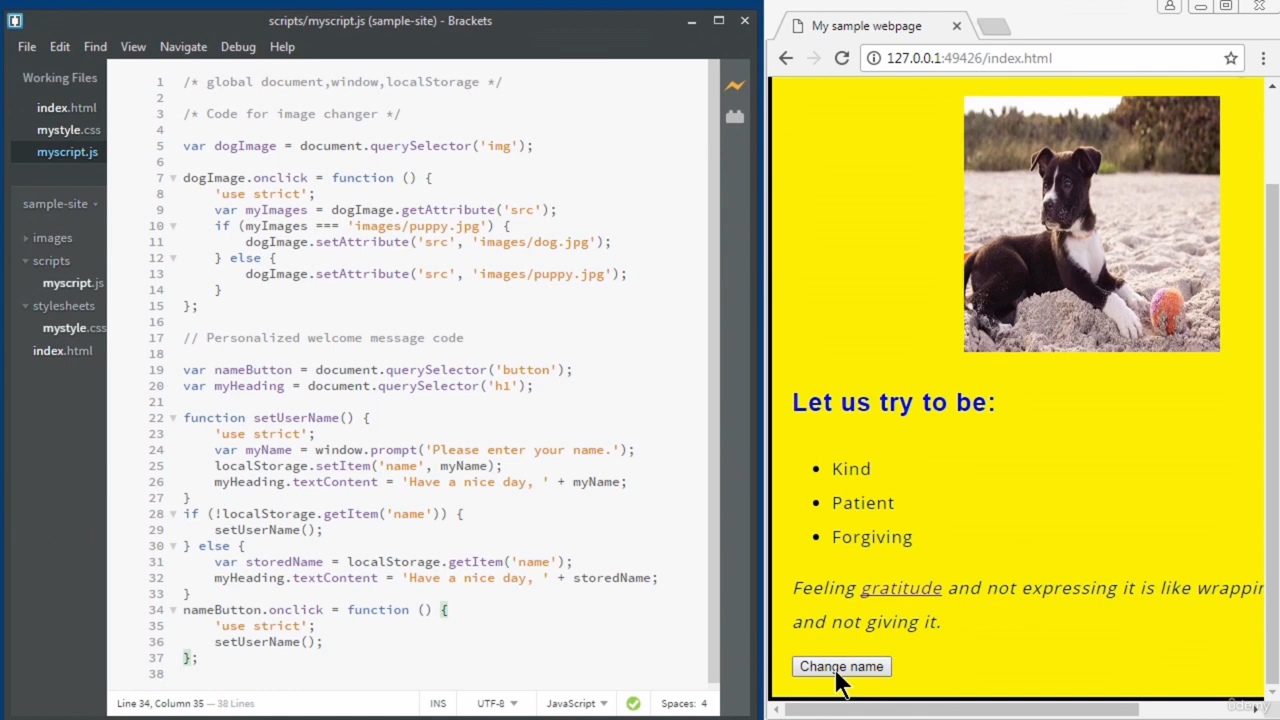 scripts/myscript.js (sample-site) - Brackets
File Edit Find View Navigate Debug Help
Working Files
index.html
mystyle.css
myscript.js
sample-site
images
scripts
myscript.js
stylesheets
mystyle.css
index.html
1 /* global document,window,localStorage */
2
3 /* Code for image changer */
4
5 var dogImage = document.querySelector('img');
6
7 dogImage.onclick = function () {
8 'use strict';
9 var myImages = dogImage.getAttribute('src');
10 if (myImages === 'images/puppy.jpg') {
11 dogImage.setAttribute('src', 'images/dog.jpg');
12 } else {
13 dogImage.setAttribute('src', 'images/puppy.jpg');
14 }
15 };
16
17 // Personalized welcome message code
18
19 var nameButton = document.querySelector('button');
20 var myHeading = document.querySelector('h1');
21
22 function setUserName() {
23 'use strict';
24 var myName = window.prompt('Please enter your name.');
25 localStorage.setItem('name', myName);
26 myHeading.textContent = 'Have a nice day, ' + myName;
27 }
28 if (!localStorage.getItem('name')) {
29 setUserName();
30 } else {
31 var storedName = localStorage.getItem('name');
32 myHeading.textContent = 'Have a nice day, ' + storedName;
33 }
34 nameButton.onclick = function () {
35 'use strict';
36 setUserName();
37 };
38
Line 34, Column 35 — 38 Lines INS UTF-8 JavaScript Spaces: 4
My sample webpage
127.0.0.1:49426/index.html
Let us try to be:
Kind
Patient
Forgiving
Feeling gratitude and not expressing it is like wrappin
and not giving it.
Change name
ûdemy